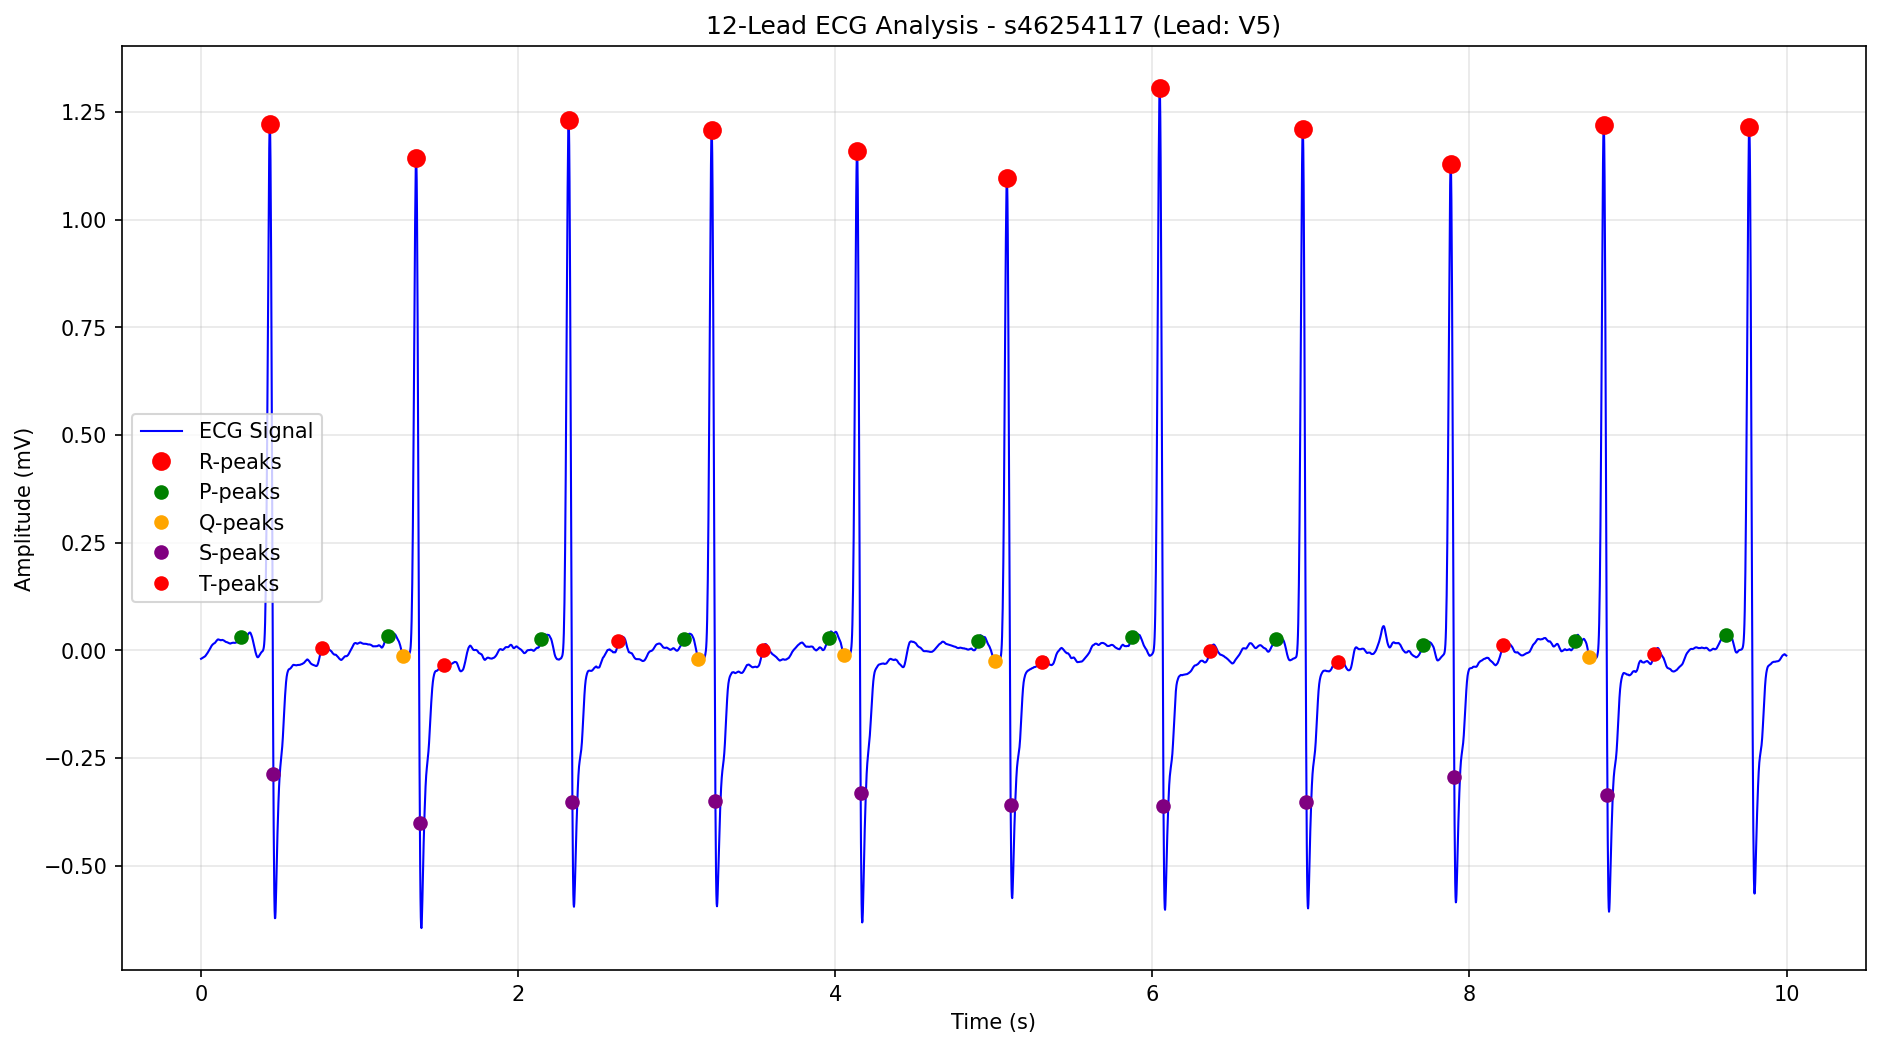 12-Lead ECG Analysis - s46254117 (Lead: V5)
Amplitude (mV)
1.25
1.00
0.75
0.50
0.25
0.00
−0.25
−0.50
ECG Signal
R-peaks
P-peaks
Q-peaks
S-peaks
T-peaks
0 2 4 6 8 10
Time (s)